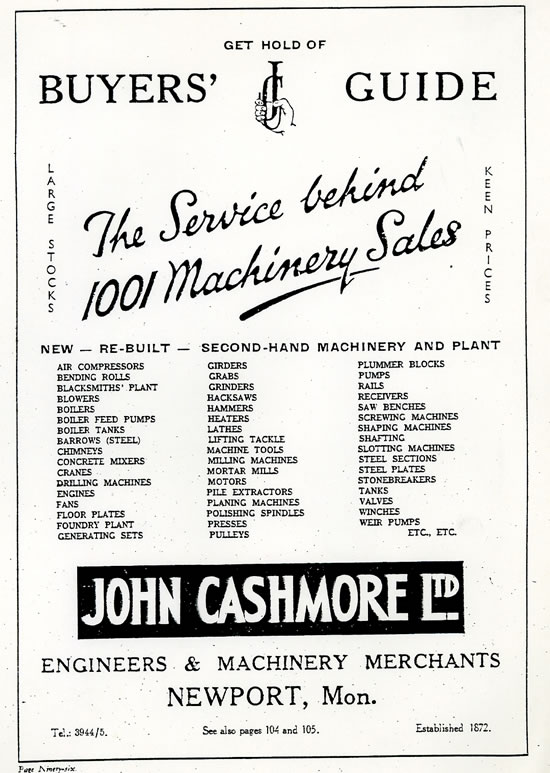 GET HOLD OF
BUYERS' JC GUIDE
LARGE STOCKS
KEEN PRICES
The Service behind
1001 Machinery Sales
NEW — RE-BUILT — SECOND-HAND MACHINERY AND PLANT
AIR COMPRESSORS
BENDING ROLLS
BLACKSMITHS' PLANT
BLOWERS
BOILERS
BOILER FEED PUMPS
BOILER TANKS
BARROWS (STEEL)
CHIMNEYS
CONCRETE MIXERS
CRANES
DRILLING MACHINES
ENGINES
FANS
FLOOR PLATES
FOUNDRY PLANT
GENERATING SETS
GIRDERS
GRABS
GRINDERS
HACKSAWS
HAMMERS
HEATERS
LATHES
LIFTING TACKLE
MACHINE TOOLS
MILLING MACHINES
MORTAR MILLS
MOTORS
PILE EXTRACTORS
PLANING MACHINES
POLISHING SPINDLES
PRESSES
PULLEYS
PLUMMER BLOCKS
PUMPS
RAILS
RECEIVERS
SAW BENCHES
SCREWING MACHINES
SHAPING MACHINES
SHAFTING
SLOTTING MACHINES
STEEL SECTIONS
STEEL PLATES
STONEBREAKERS
TANKS
VALVES
WINCHES
WEIR PUMPS
ETC., ETC.
JOHN CASHMORE LTD
ENGINEERS & MACHINERY MERCHANTS
NEWPORT, Mon.
Tel.: 3944/5. See also pages 104 and 105. Established 1872.
Page Ninety-six